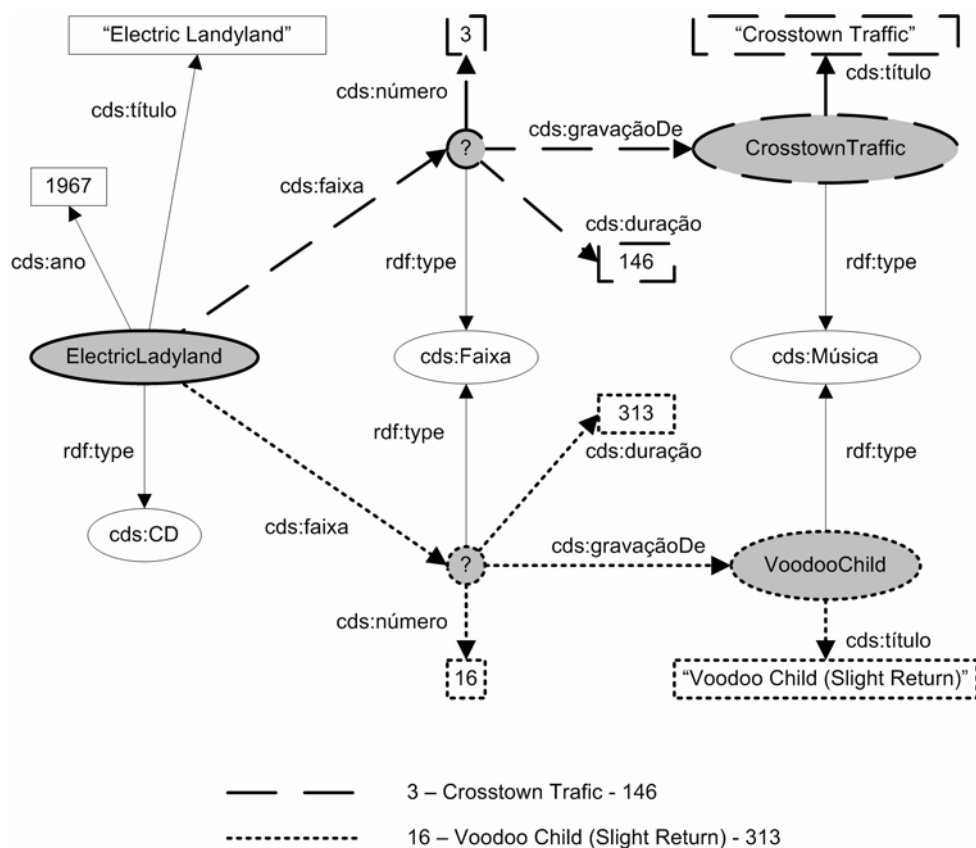 “Electric Landyland”
3
“Crosstown Traffic”
cds:título
cds:número
cds:título
cds:gravaçãoDe
?
CrosstownTraffic
cds:faixa
1967
cds:duração
cds:ano
rdf:type
146
rdf:type
ElectricLadyland
cds:Faixa
cds:Música
313
rdf:type
cds:duração
rdf:type
rdf:type
cds:CD
cds:faixa
cds:gravaçãoDe
?
VoodooChild
cds:número
cds:título
16
“Voodoo Child (Slight Return)”
3 – Crosstown Trafic - 146
16 – Voodoo Child (Slight Return) - 313